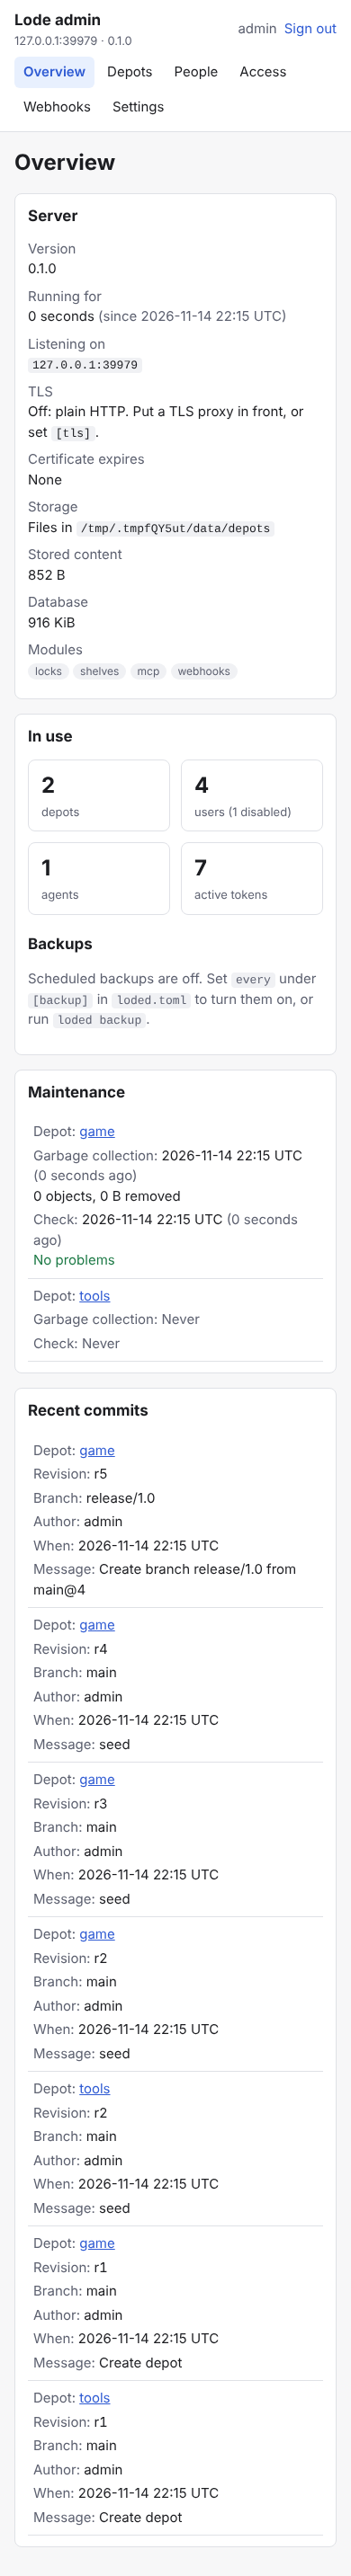 Lode admin
127.0.0.1:39979 · 0.1.0
admin Sign out
Overview Depots People Access
Webhooks Settings
Overview
Server
Version
0.1.0
Running for
0 seconds (since 2026-11-14 22:15 UTC)
Listening on
127.0.0.1:39979
TLS
Off: plain HTTP. Put a TLS proxy in front, or
set [tls].
Certificate expires
None
Storage
Files in /tmp/.tmpfQY5ut/data/depots
Stored content
852 B
Database
916 KiB
Modules
locks shelves mcp webhooks
In use
2
depots
4
users (1 disabled)
1
agents
7
active tokens
Backups
Scheduled backups are off. Set every under
[backup] in loded.toml to turn them on, or
run loded backup.
Maintenance
Depot: game
Garbage collection: 2026-11-14 22:15 UTC
(0 seconds ago)
0 objects, 0 B removed
Check: 2026-11-14 22:15 UTC (0 seconds
ago)
No problems
Depot: tools
Garbage collection: Never
Check: Never
Recent commits
Depot: game
Revision: r5
Branch: release/1.0
Author: admin
When: 2026-11-14 22:15 UTC
Message: Create branch release/1.0 from
main@4
Depot: game
Revision: r4
Branch: main
Author: admin
When: 2026-11-14 22:15 UTC
Message: seed
Depot: game
Revision: r3
Branch: main
Author: admin
When: 2026-11-14 22:15 UTC
Message: seed
Depot: game
Revision: r2
Branch: main
Author: admin
When: 2026-11-14 22:15 UTC
Message: seed
Depot: tools
Revision: r2
Branch: main
Author: admin
When: 2026-11-14 22:15 UTC
Message: seed
Depot: game
Revision: r1
Branch: main
Author: admin
When: 2026-11-14 22:15 UTC
Message: Create depot
Depot: tools
Revision: r1
Branch: main
Author: admin
When: 2026-11-14 22:15 UTC
Message: Create depot